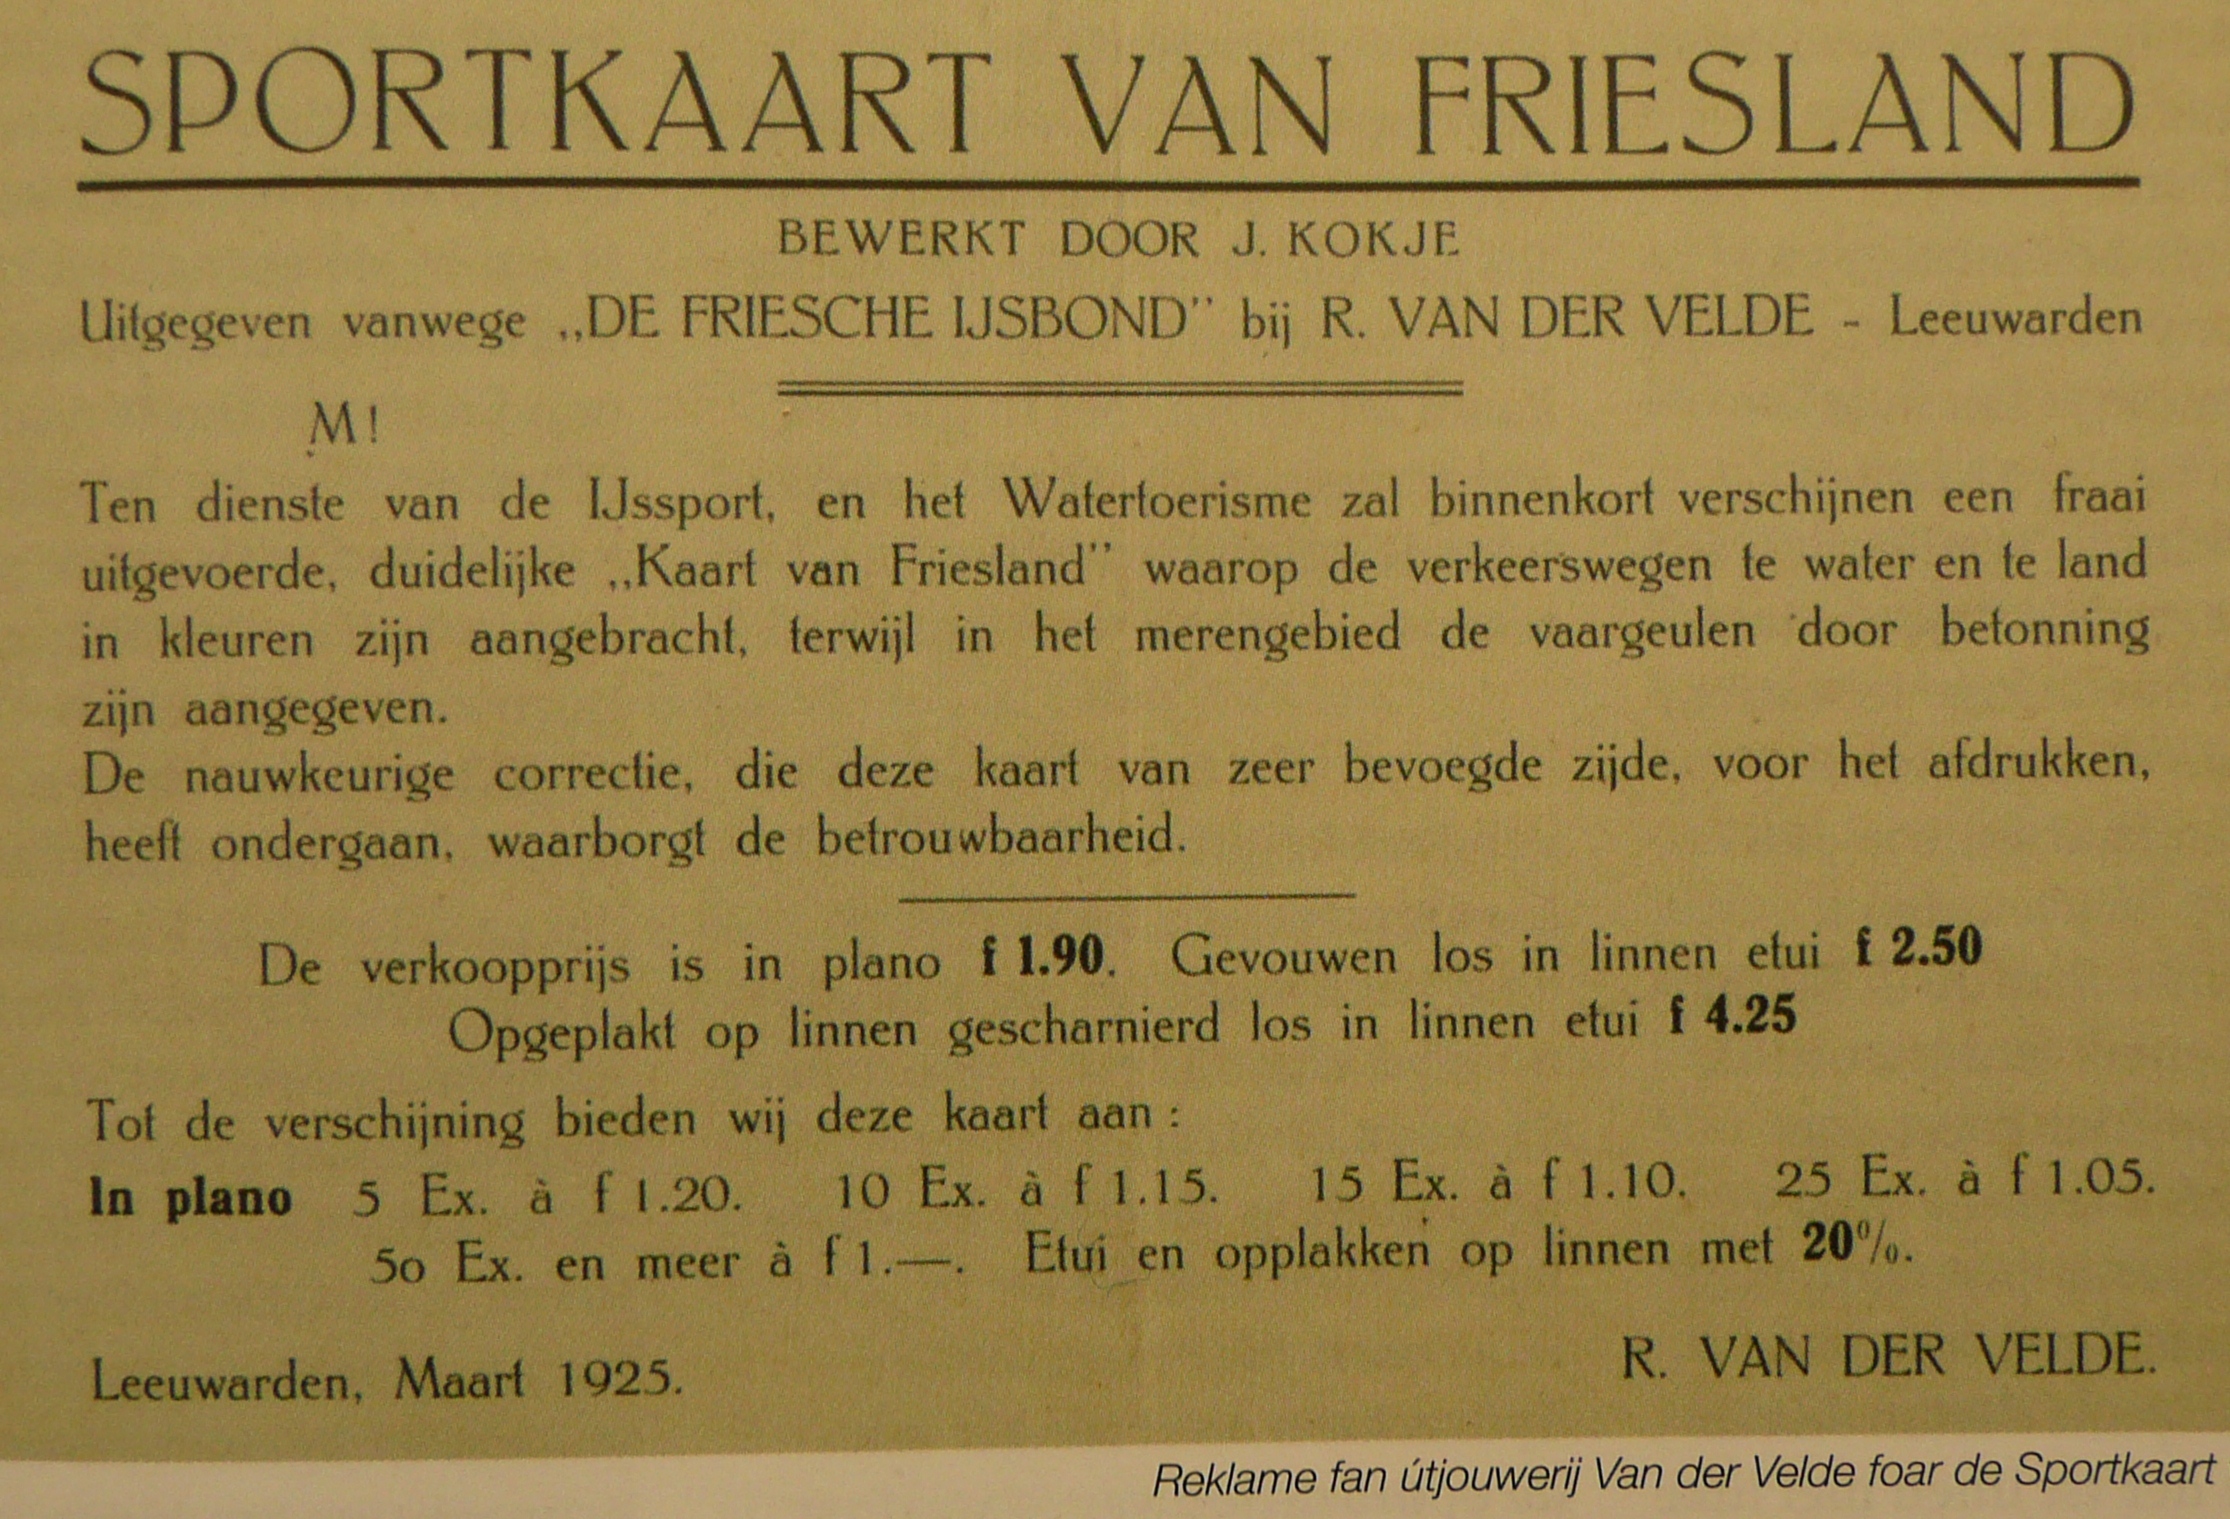 SPORTKAART VAN FRIESLAND
BEWERKT DOOR J. KOKJE
Uitgegeven vanwege „DE FRIESCHE IJSBOND” bij R. VAN DER VELDE - Leeuwarden
M!
Ten dienste van de IJssport, en het Watertoerisme zal binnenkort verschijnen een fraai
uitgevoerde, duidelijke „Kaart van Friesland” waarop de verkeerswegen te water en te land
in kleuren zijn aangebracht, terwijl in het merengebied de vaargeulen door betonning
zijn aangegeven.
De nauwkeurige correctie, die deze kaart van zeer bevoegde zijde, voor het afdrukken,
heeft ondergaan, waarborgt de betrouwbaarheid.
De verkoopprijs is in plano f 1.90. Gevouwen los in linnen etui f 2.50
Opgeplakt op linnen gescharnierd los in linnen etui f 4.25
Tot de verschijning bieden wij deze kaart aan :
In plano 5 Ex. à f 1.20. 10 Ex. à f 1.15. 15 Ex. à f 1.10. 25 Ex. à f 1.05.
50 Ex. en meer à f 1.—. Etui en opplakken op linnen met 20%.
R. VAN DER VELDE.
Leeuwarden, Maart 1925.
Reklame fan útjouwerij Van der Velde foar de Sportkaart